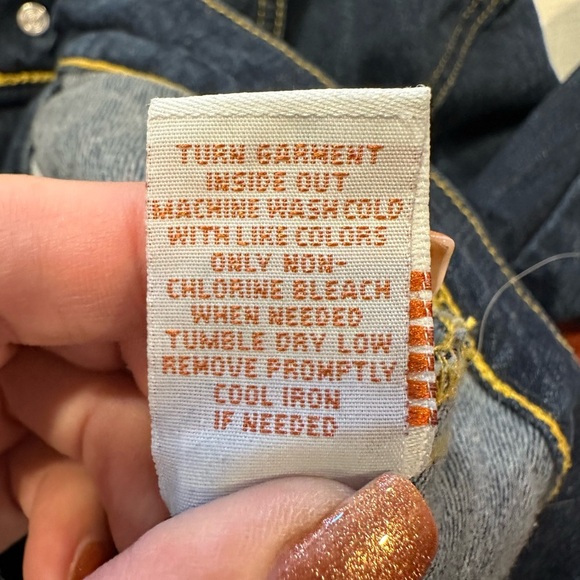 TURN GARMENT
INSIDE OUT
MACHINE WASH COLD
WITH LIKE COLORS
ONLY NON-
CHLORINE BLEACH
WHEN NEEDED
TUMBLE DRY LOW
REMOVE PROMPTLY
COOL IRON
IF NEEDED